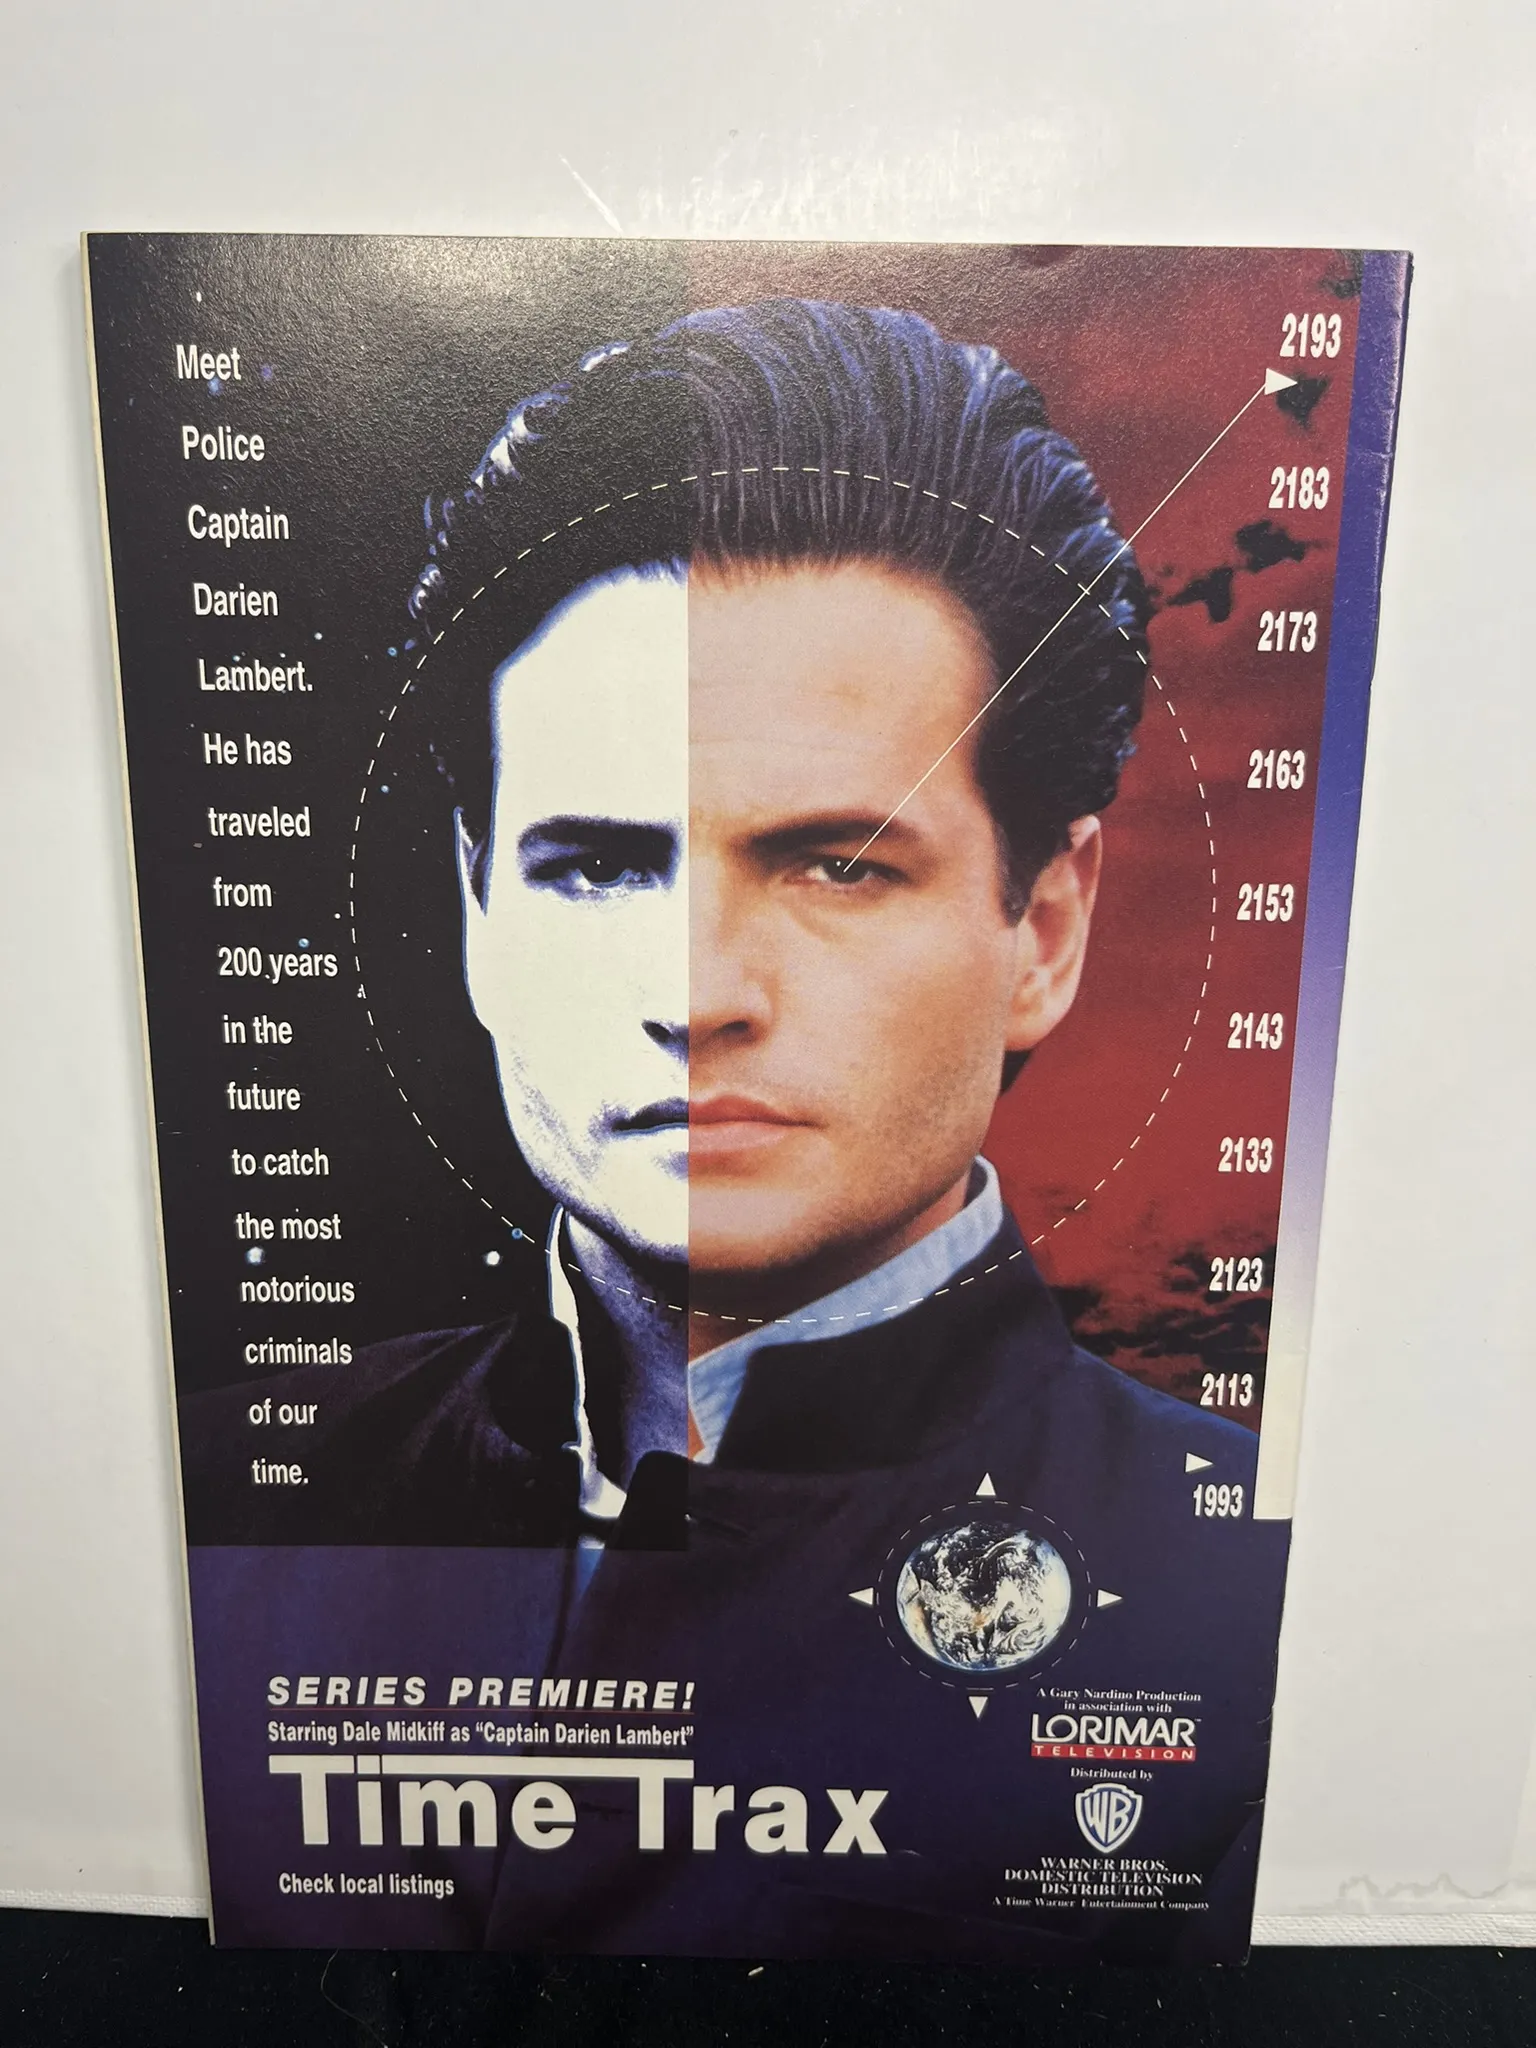 Meet
Police
Captain
Darien
Lambert.
He has
traveled
from
200 years
in the
future
to catch
the most
notorious
criminals
of our
time.
2193
2183
2173
2163
2153
2143
2133
2123
2113
1993
SERIES PREMIERE!
Starring Dale Midkiff as "Captain Darien Lambert"
Time Trax
Check local listings
A Gary Nardino Production
in association with
LORIMAR™
TELEVISION
Distributed by
WB
WARNER BROS.
DOMESTIC TELEVISION
DISTRIBUTION
A Time Warner Entertainment Company